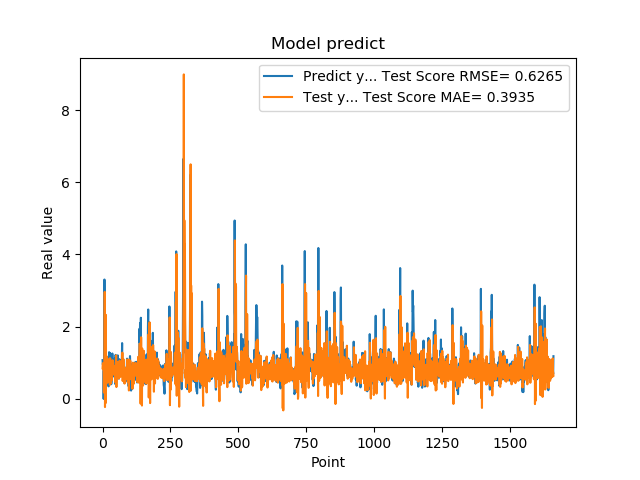 Model predict
Predict y... Test Score RMSE= 0.6265
Test y... Test Score MAE= 0.3935
8
6
4
2
0
Real value
0 250 500 750 1000 1250 1500
Point